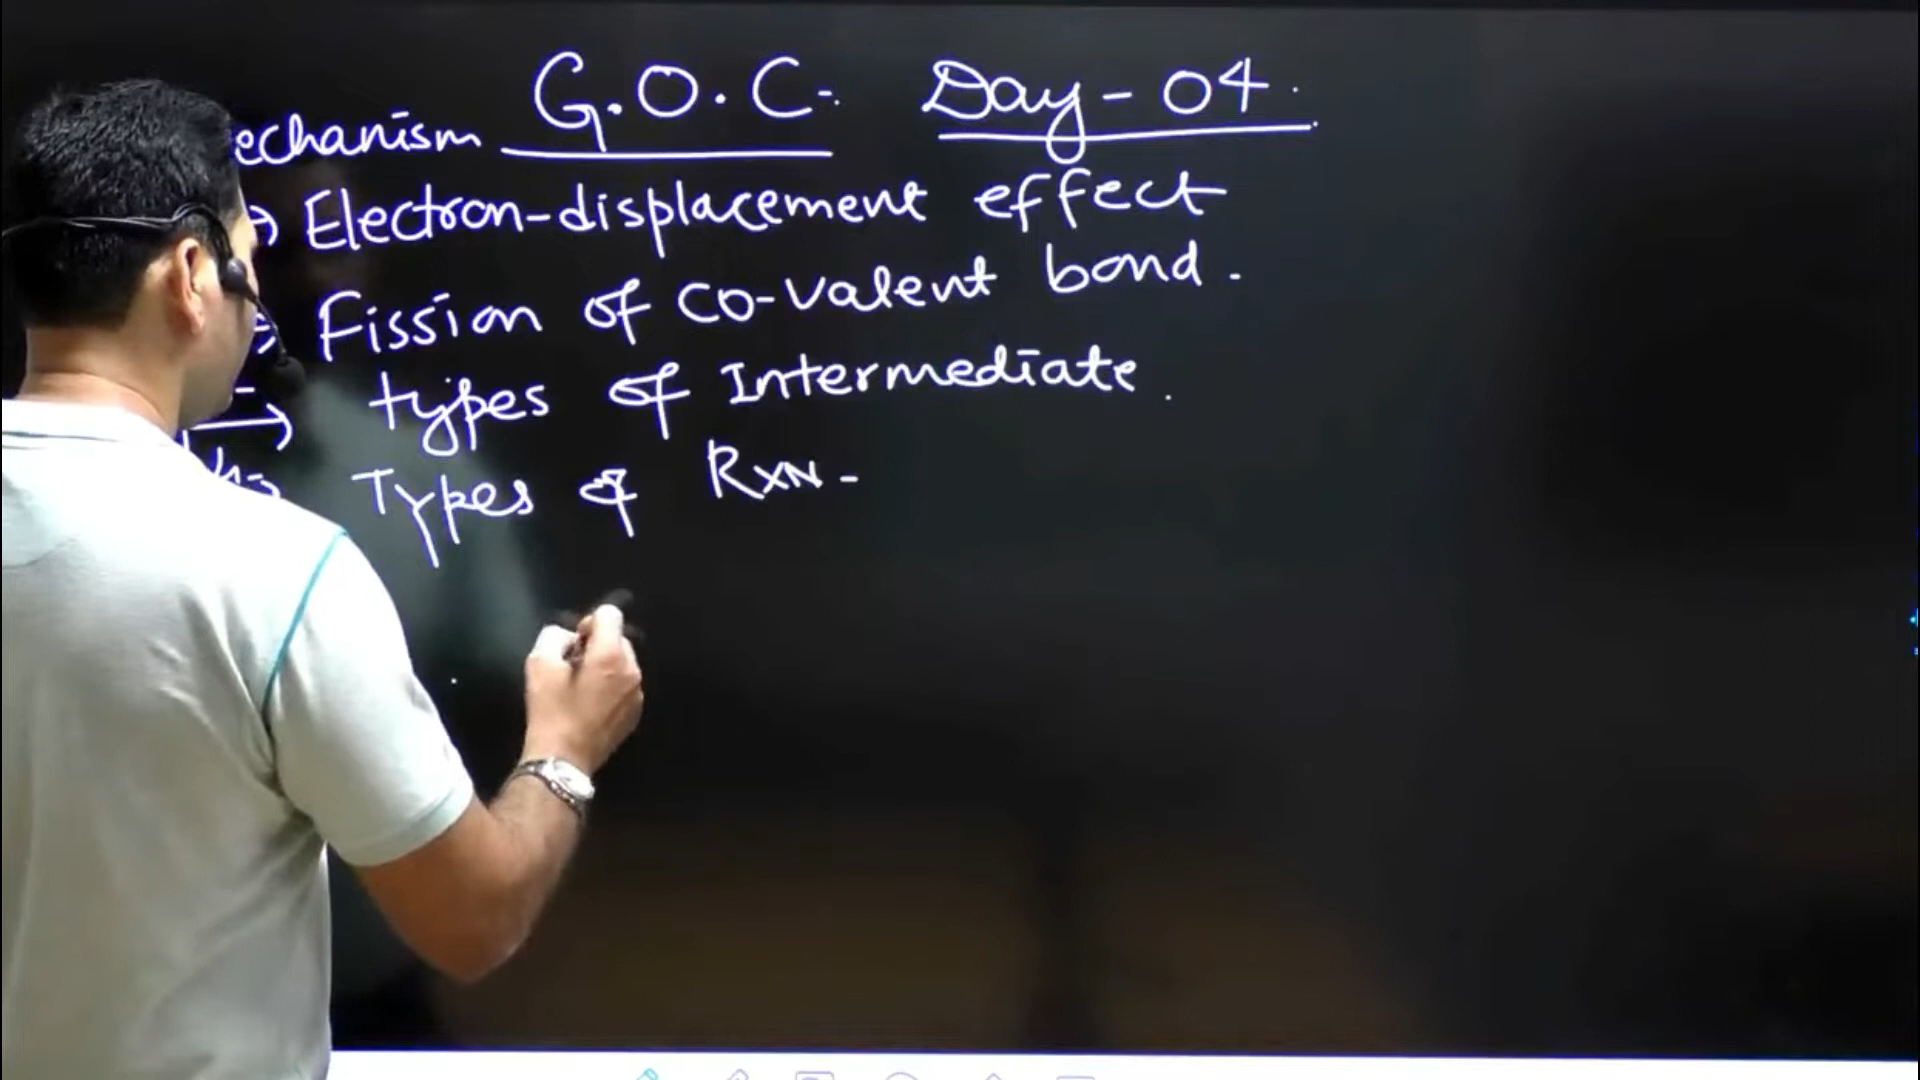 G.O.C. Day-04.
echanism
Electron-displacement effect
Fission of Co-valent bond.
types of Intermediate.
Types of RXN-